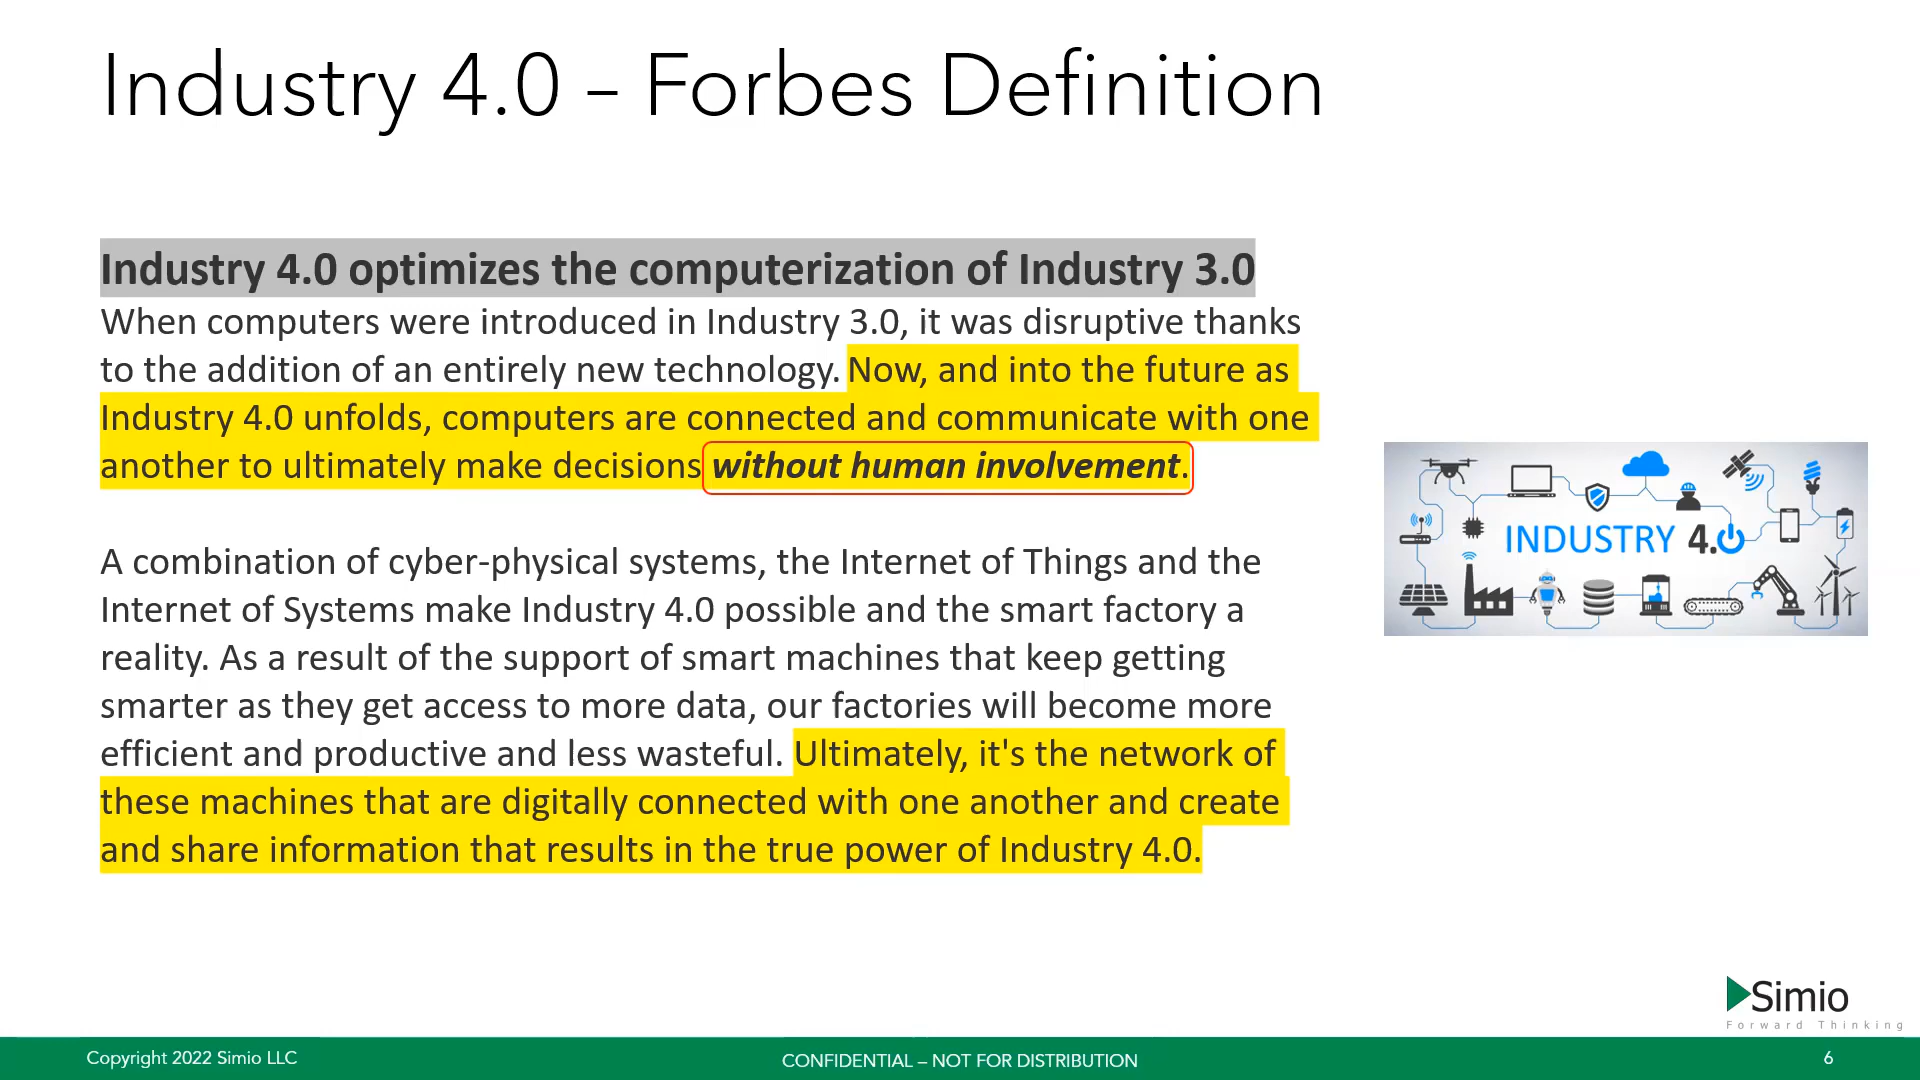 Industry 4.0 – Forbes Definition
Industry 4.0 optimizes the computerization of Industry 3.0
When computers were introduced in Industry 3.0, it was disruptive thanks
to the addition of an entirely new technology. Now, and into the future as
Industry 4.0 unfolds, computers are connected and communicate with one
another to ultimately make decisions without human involvement.
A combination of cyber-physical systems, the Internet of Things and the
Internet of Systems make Industry 4.0 possible and the smart factory a
reality. As a result of the support of smart machines that keep getting
smarter as they get access to more data, our factories will become more
efficient and productive and less wasteful. Ultimately, it's the network of
these machines that are digitally connected with one another and create
and share information that results in the true power of Industry 4.0.
INDUSTRY 4.0
Simio
Forward Thinking
Copyright 2022 Simio LLC
CONFIDENTIAL – NOT FOR DISTRIBUTION
6